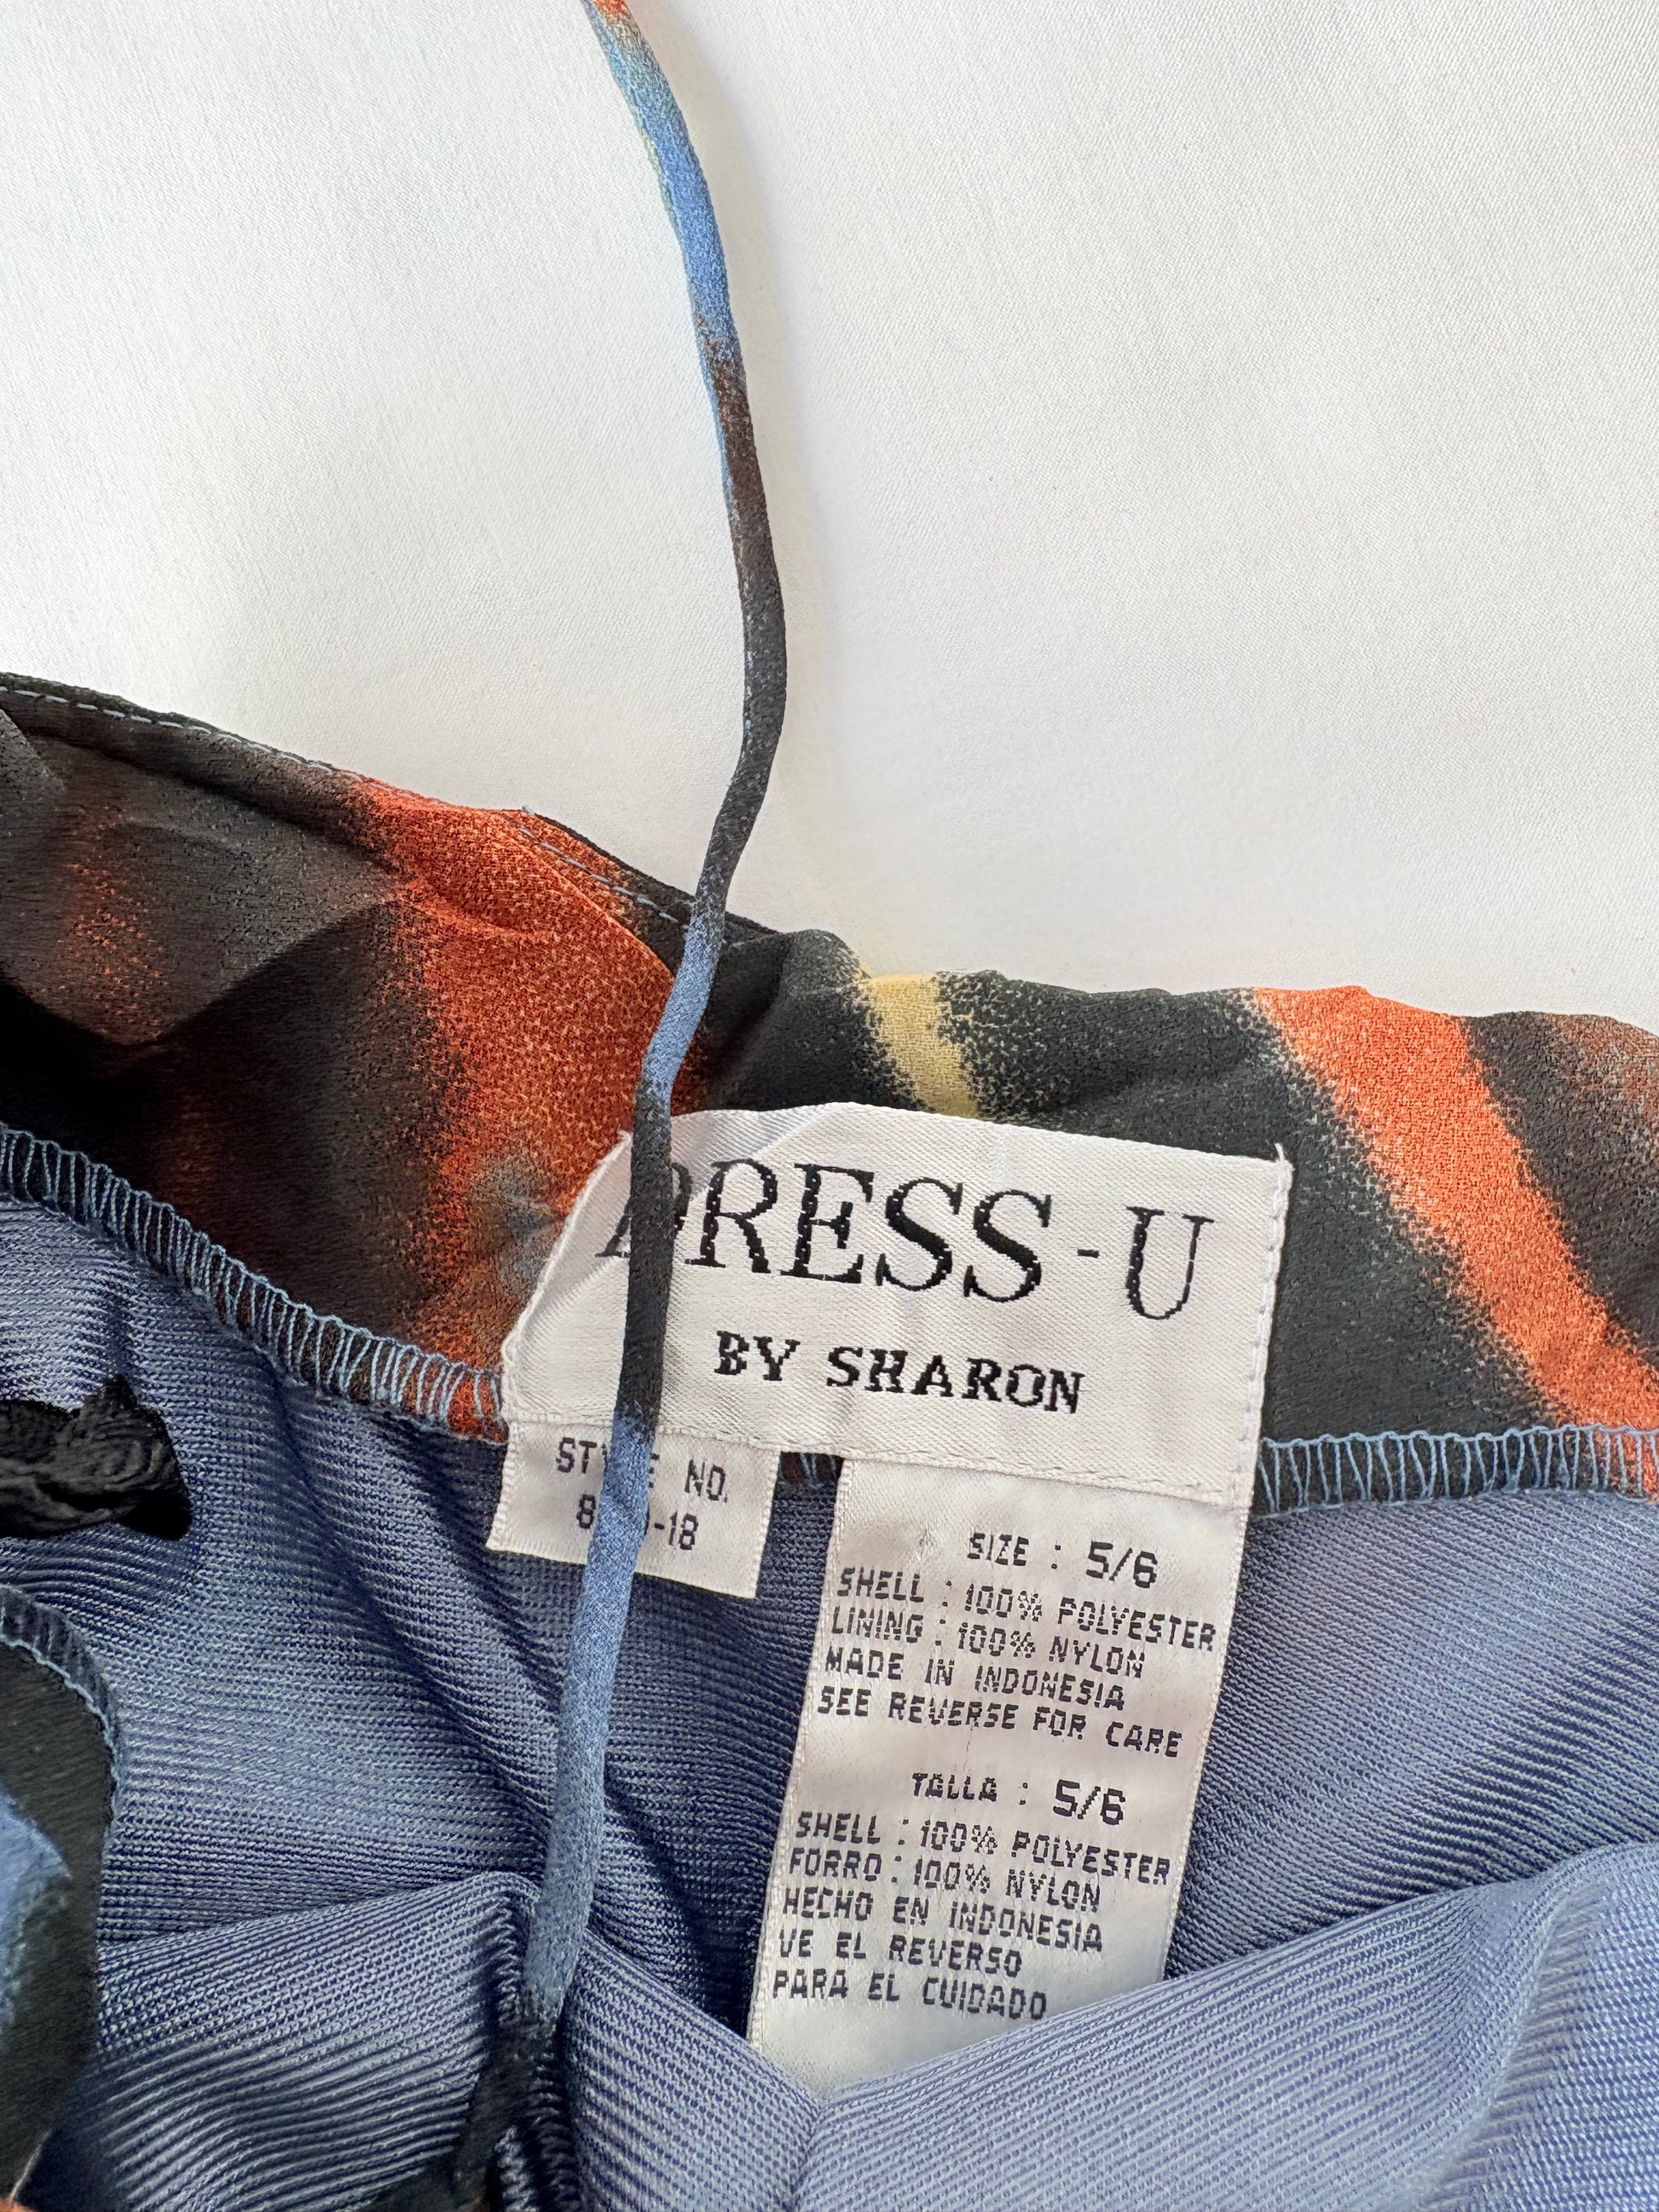 DRESS-U
BY SHARON
STYLE NO.
SIZE : 5/6
SHELL : 100% POLYESTER
LINING : 100% NYLON
MADE IN INDONESIA
SEE REVERSE FOR CARE
TALLA : 5/6
SHELL : 100% POLYESTER
FORRO : 100% NYLON
HECHO EN INDONESIA
VE EL REVERSO
PARA EL CUIDADO